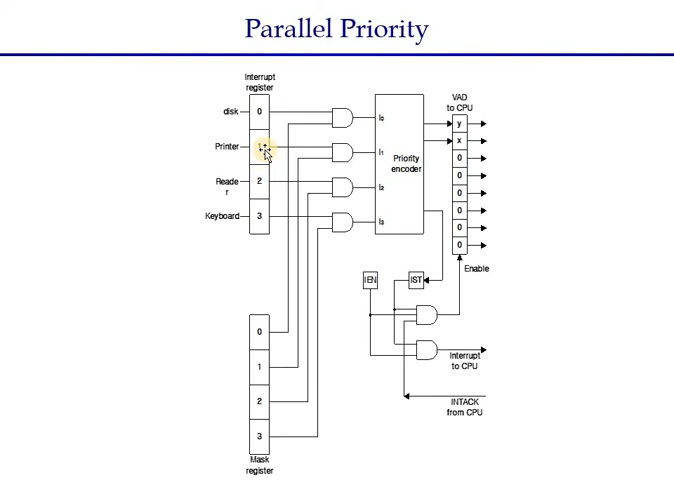 Parallel Priority
Interrupt
register
disk
0
Printer
Reade
r
2
Keyboard
3
I0
I1
I2
I3
Priority
encoder
VAD
to CPU
y
x
0
0
0
0
0
0
Enable
IEN
IST
Interrupt
to CPU
INTACK
from CPU
0
1
2
3
Mask
register